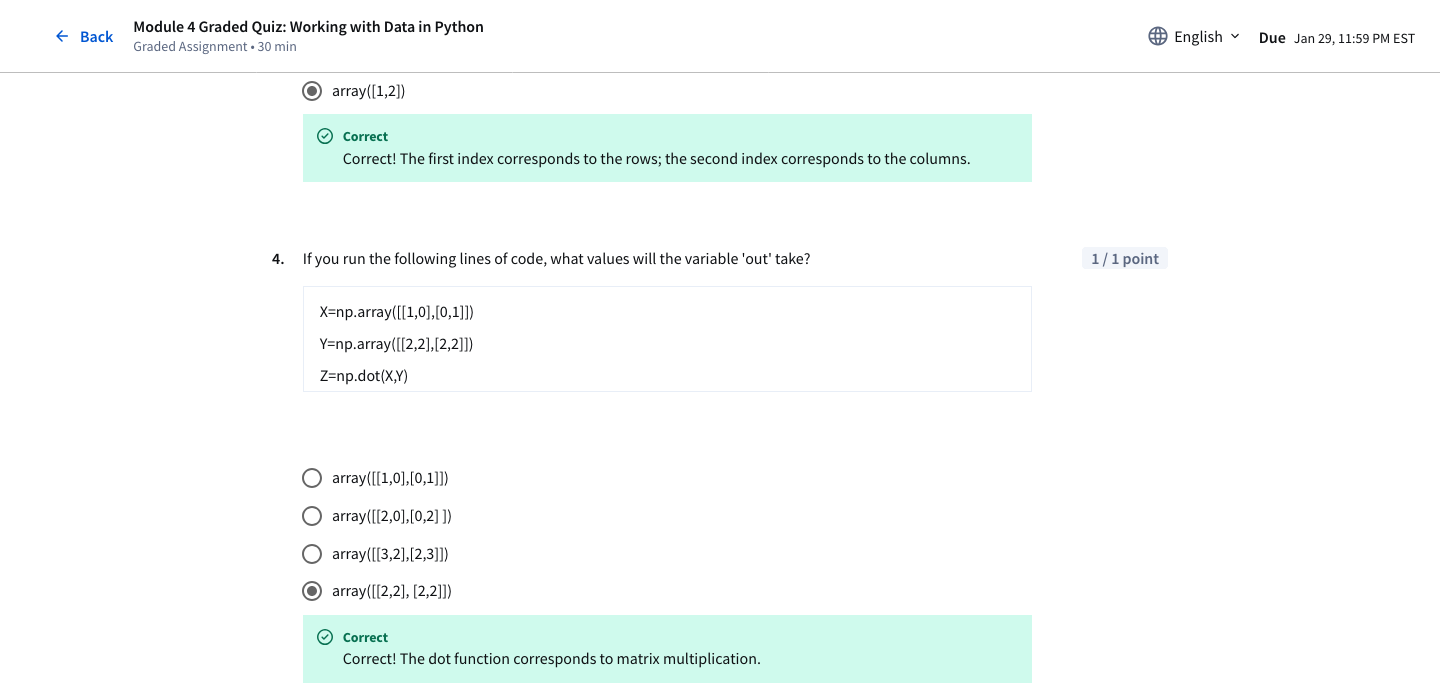 Back
Module 4 Graded Quiz: Working with Data in Python
Graded Assignment • 30 min
English
Due Jan 29, 11:59 PM EST
array([1,2])
Correct
Correct! The first index corresponds to the rows; the second index corresponds to the columns.
4. If you run the following lines of code, what values will the variable 'out' take?
1 / 1 point
X=np.array([[1,0],[0,1]])
Y=np.array([[2,2],[2,2]])
Z=np.dot(X,Y)
array([[1,0],[0,1]])
array([[2,0],[0,2] ])
array([[3,2],[2,3]])
array([[2,2], [2,2]])
Correct
Correct! The dot function corresponds to matrix multiplication.